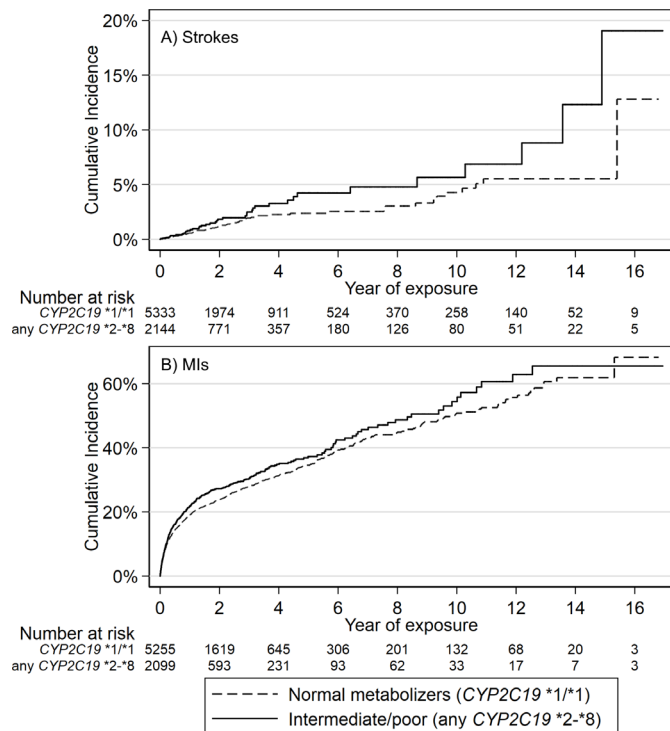 20%
A) Strokes
15%
10%
5%
0%
Cumulative Incidence
0 2 4 6 8 10 12 14 16
Year of exposure
Number at risk
CYP2C19 *1/*1 5333 1974 911 524 370 258 140 52 9
any CYP2C19 *2-*8 2144 771 357 180 126 80 51 22 5
B) MIs
60%
40%
20%
0%
Cumulative Incidence
0 2 4 6 8 10 12 14 16
Year of exposure
Number at risk
CYP2C19 *1/*1 5255 1619 645 306 201 132 68 20 3
any CYP2C19 *2-*8 2099 593 231 93 62 33 17 7 3
Normal metabolizers (CYP2C19 *1/*1)
Intermediate/poor (any CYP2C19 *2-*8)